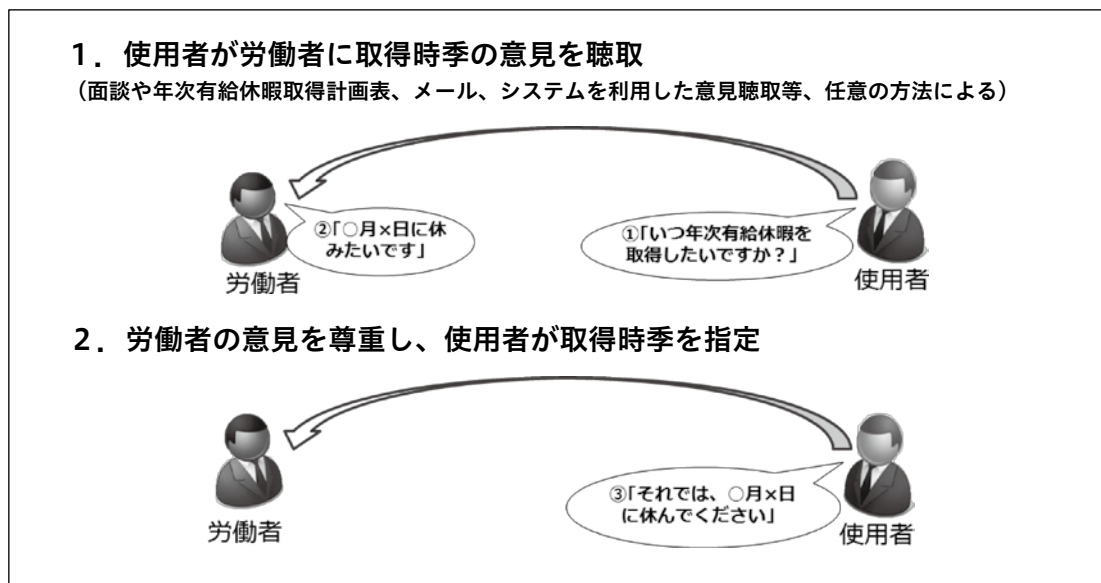 １．使用者が労働者に取得時季の意見を聴取
（面談や年次有給休暇取得計画表、メール、システムを利用した意見聴取等、任意の方法による）
②「○月×日に休
みたいです」
労働者
①「いつ年次有給休暇を
取得したいですか？」
使用者
２．労働者の意見を尊重し、使用者が取得時季を指定
労働者
③「それでは、○月×日
に休んでください」
使用者